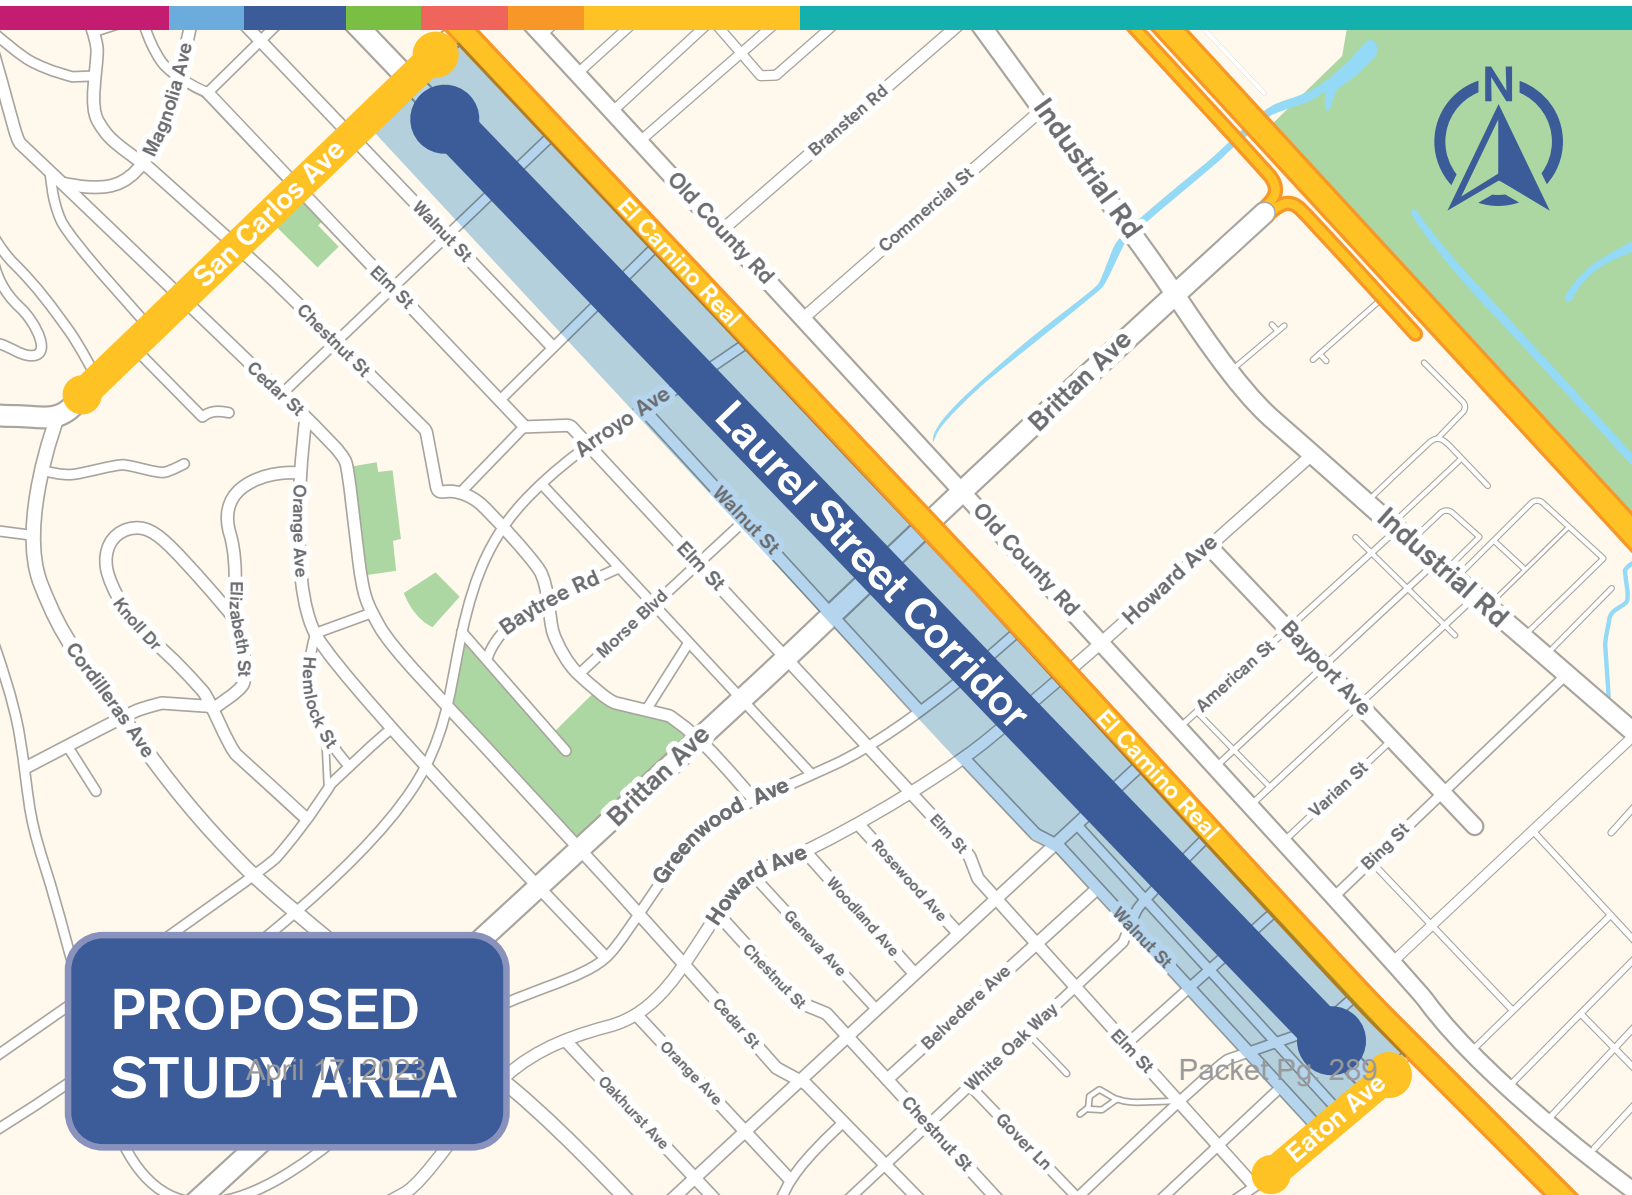 N
Magnolia Ave
San Carlos Ave
Bransten Rd
Industrial Rd
Old County Rd
Commercial St
El Camino Real
Walnut St
Elm St
Chestnut St
Cedar St
Arroyo Ave
Brittan Ave
Laurel Street Corridor
Walnut St
Orange Ave
Elm St
Old County Rd
Industrial Rd
Howard Ave
Baytree Rd
Morse Blvd
Knoll Dr
Elizabeth St
Hemlock St
Cordilleras Ave
American St
Bayport Ave
El Camino Real
Brittan Ave
Greenwood Ave
Varian St
Bing St
Howard Ave
Elm St
Rosewood Ave
Woodland Ave
Geneva Ave
Chestnut St
Walnut St
Cedar St
Belvedere Ave
White Oak Way
Elm St
Orange Ave
Oakhurst Ave
Chestnut St
Gover Ln
Eaton Ave
PROPOSED
STUDY AREA
April 17, 2023
Packet Pg. 289